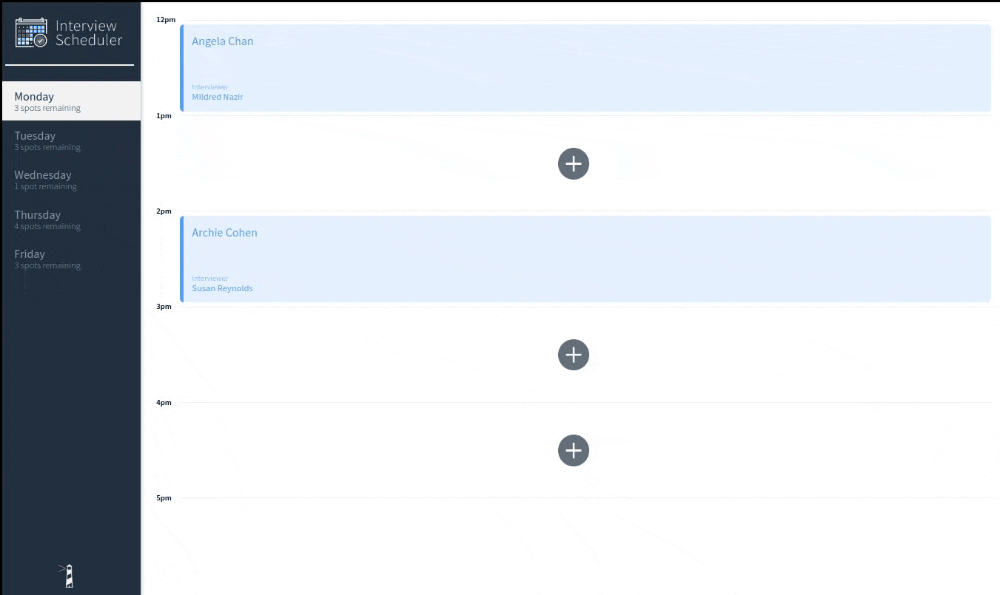 Interview
Scheduler
Monday
3 spots remaining
Tuesday
3 spots remaining
Wednesday
1 spot remaining
Thursday
4 spots remaining
Friday
3 spots remaining
12pm
Angela Chan
Interviewer
Mildred Nazir
1pm
2pm
Archie Cohen
Interviewer
Susan Reynolds
3pm
4pm
5pm